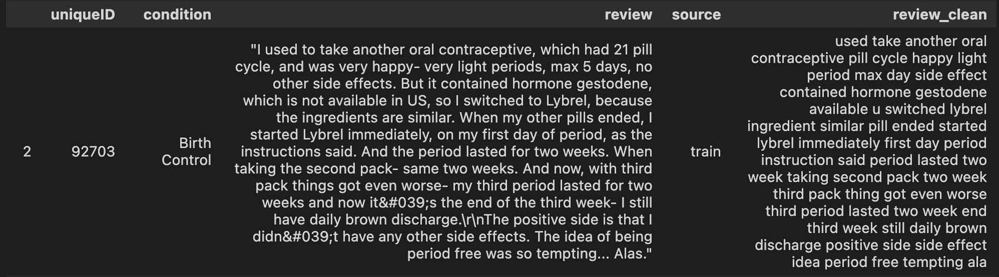 uniqueID condition review source review_clean
2 92703 Birth Control train
"I used to take another oral contraceptive, which had 21 pill
cycle, and was very happy- very light periods, max 5 days, no
other side effects. But it contained hormone gestodene,
which is not available in US, so I switched to Lybrel, because
the ingredients are similar. When my other pills ended, I
started Lybrel immediately, on my first day of period, as the
instructions said. And the period lasted for two weeks. When
taking the second pack- same two weeks. And now, with third
pack things got even worse- my third period lasted for two
weeks and now it&#039;s the end of the third week- I still
have daily brown discharge.\r\nThe positive side is that I
didn&#039;t have any other side effects. The idea of being
period free was so tempting... Alas."
used take another oral
contraceptive pill cycle happy light
period max day side effect
contained hormone gestodene
available u switched lybrel
ingredient similar pill ended started
lybrel immediately first day period
instruction said period lasted two
week taking second pack two week
third pack thing got even worse
third period lasted two week end
third week still daily brown
discharge positive side side effect
idea period free tempting ala